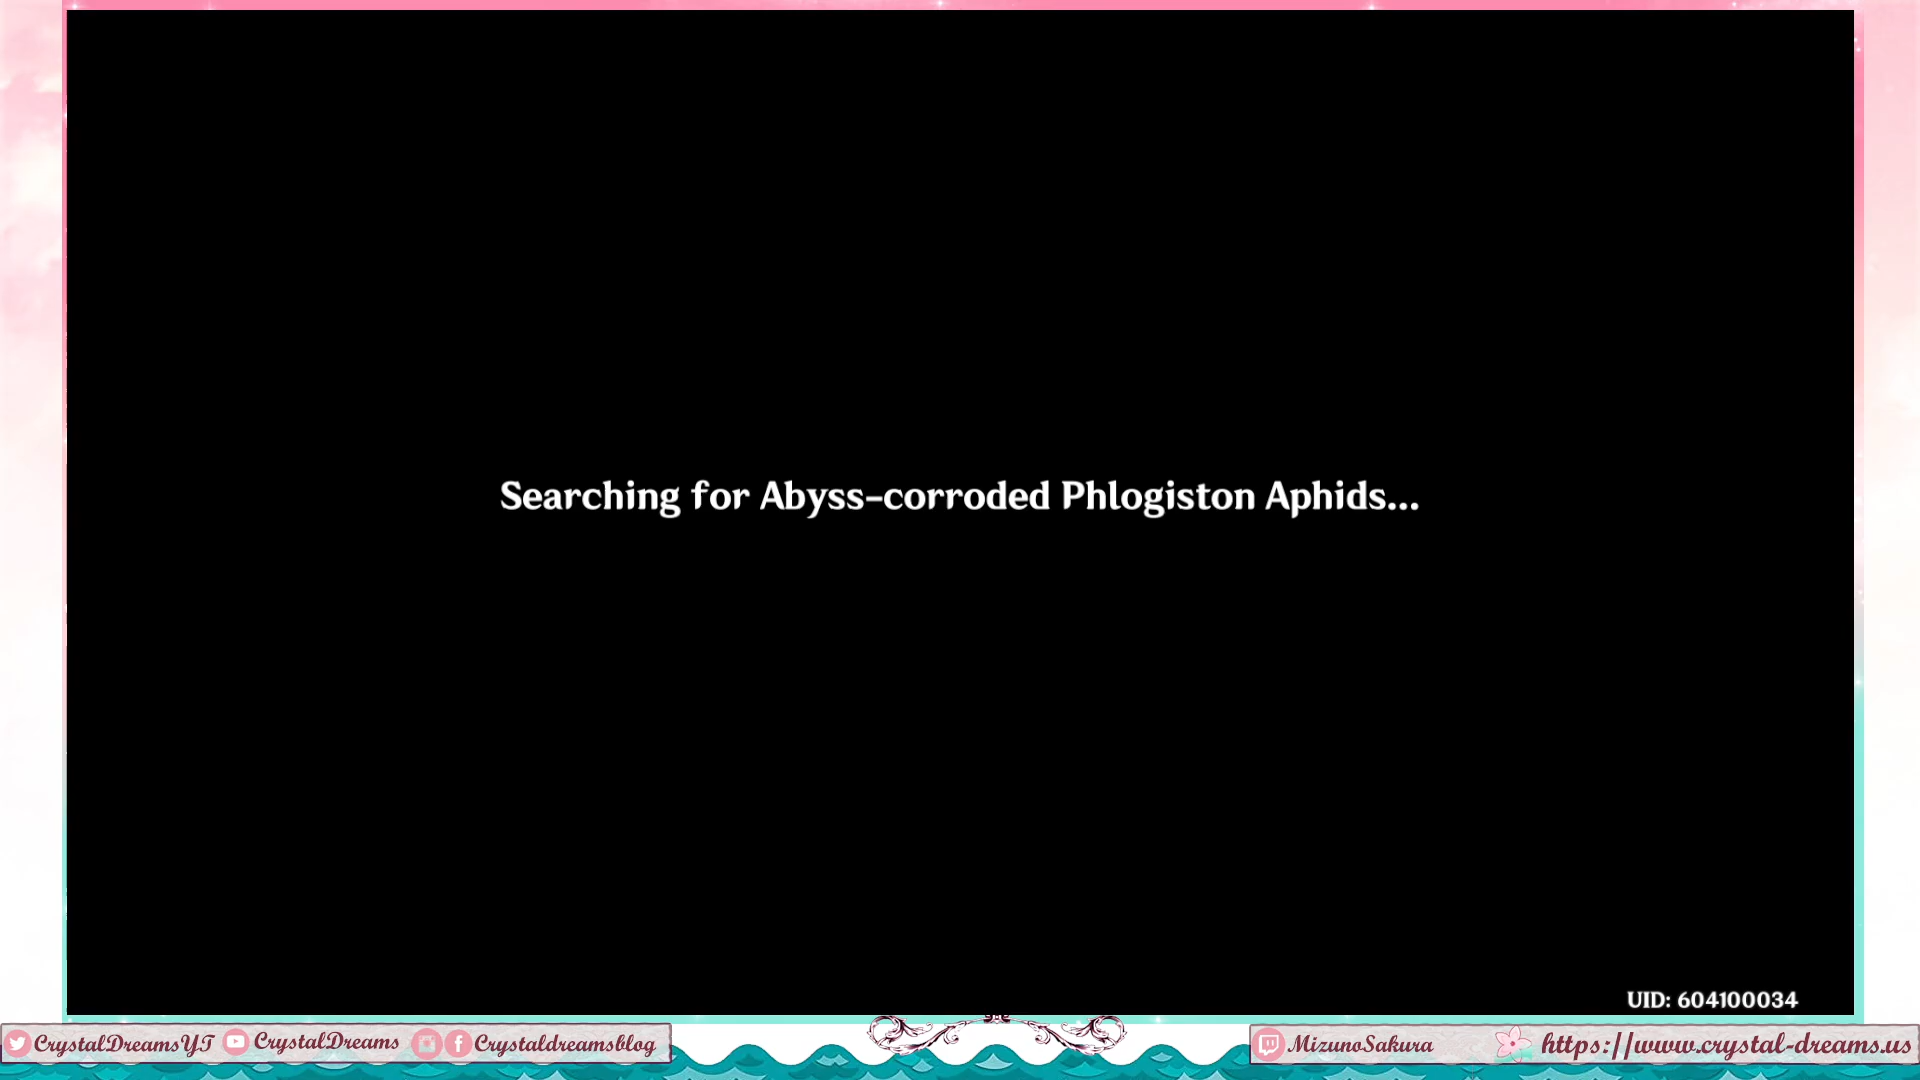 Searching for Abyss-corroded Phlogiston Aphids...
UID: 604100034
CrystalDreamsYT CrystalDreams Crystaldreamsblog
MizunoSakura https://www.crystal-dreams.us